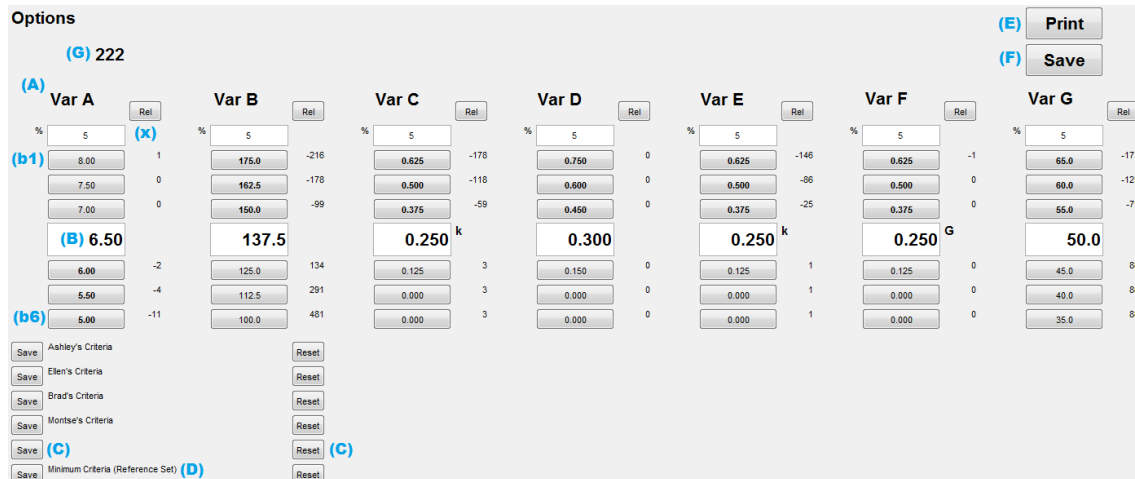 Options
(E) Print
(G) 222
(F) Save
(A)
Var A Rel Var B Rel Var C Rel Var D Rel Var E Rel Var F Rel Var G Rel
% 5 (x) % 5 5 % 5 % 5 % 5 % 5
(b1) 8.00 1 175.0 -216 0.625 -178 0.750 0 0.625 -146 0.625 -1 65.0
7.50 0 162.5 -178 0.500 -118 0.600 0 0.500 -86 0.500 0 60.0
7.00 0 150.0 -99 0.375 -59 0.450 0 0.375 -25 0.375 0 55.0
(B) 6.50 137.5 0.250 k 0.300 0.250 k 0.250 G 50.0
6.00 -2 125.0 134 0.125 3 0.150 0 0.125 1 0.125 0 45.0
5.50 -4 112.5 291 0.000 3 0.000 0 0.000 1 0.000 0 40.0
(b6) 5.00 -11 100.0 481 0.000 3 0.000 0 0.000 1 0.000 0 35.0
Save Ashley's Criteria Reset
Save Ellen's Criteria Reset
Save Brad's Criteria Reset
Save Montse's Criteria Reset
Save (C) Reset (C)
Save Minimum Criteria (Reference Set) (D) Reset